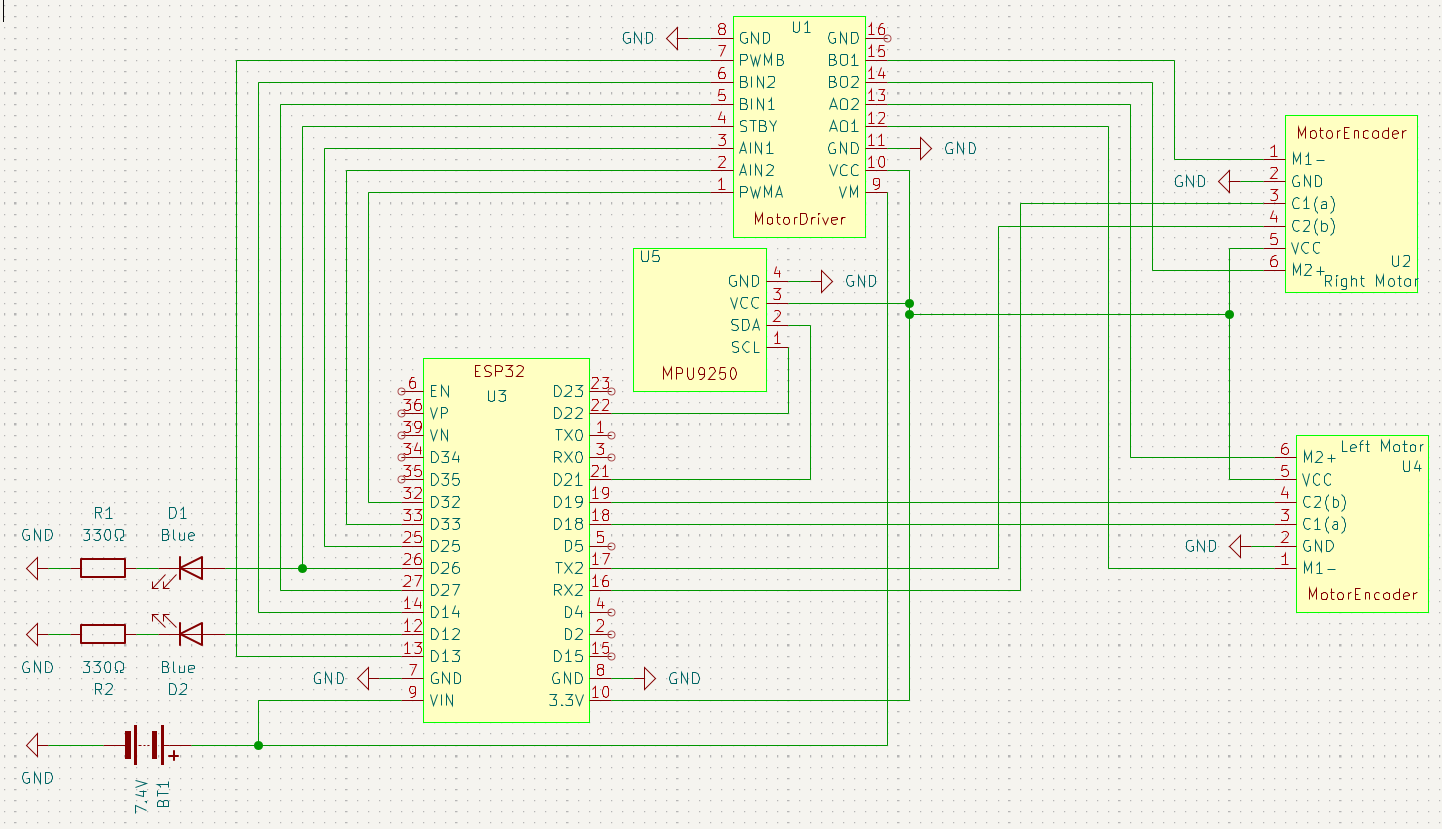 U1
GND 8 GND GND 16
7 PWMB BO1 15
6 BIN2 BO2 14
5 BIN1 AO2 13
4 STBY AO1 12
3 AIN1 GND 11 GND
2 AIN2 VCC 10
1 PWMA VM 9
MotorDriver
MotorEncoder
1 M1-
GND 2 GND
3 C1(a)
4 C2(b)
5 VCC
6 M2+
U2
Right Motor
U5
GND 4 GND
VCC 3
SDA 2
SCL 1
MPU9250
ESP32
U3
6 EN D23 23
36 VP D22 22
39 VN TX0 1
34 D34 RX0 3
35 D35 D21 21
32 D32 D19 19
33 D33 D18 18
25 D25 D5 5
26 D26 TX2 17
27 D27 RX2 16
14 D14 D4 4
12 D12 D2 2
13 D13 D15 15
GND 7 GND GND 8 GND
9 VIN 3.3V 10
Left Motor
U4
6 M2+
5 VCC
4 C2(b)
3 C1(a)
GND 2 GND
1 M1-
MotorEncoder
R1 D1
GND 330Ω Blue
GND 330Ω Blue
R2 D2
GND
7.4V
BT1
+